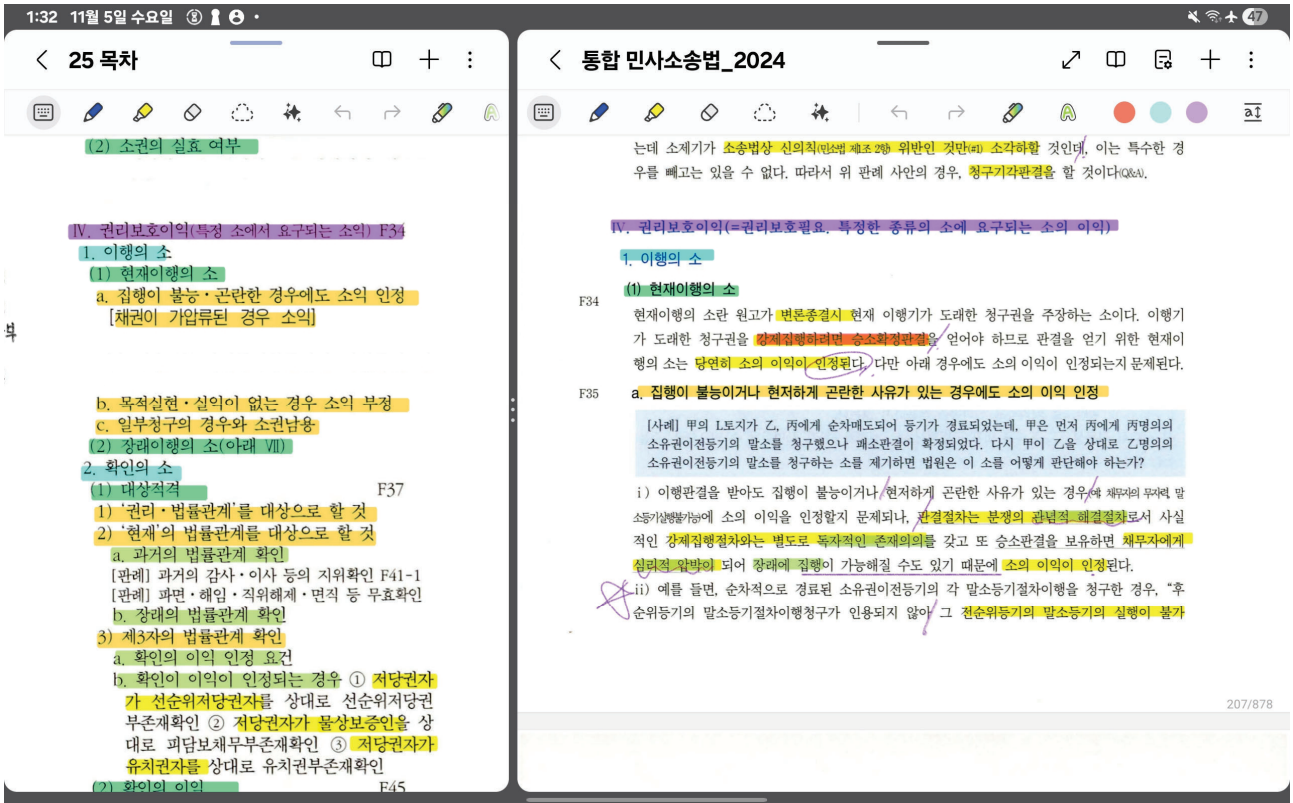 1:32 11월 5일 수요일
47
25 목차
(2) 소권의 실효 여부
Ⅳ. 권리보호이익(특정 소에서 요구되는 소익) F34
1. 이행의 소
(1) 현재이행의 소
a. 집행이 불능·곤란한 경우에도 소익 인정
[채권이 가압류된 경우 소익]
부
b. 목적실현·실익이 없는 경우 소익 부정
c. 일부청구의 경우와 소권남용
(2) 장래이행의 소(아래 Ⅶ)
2. 확인의 소
(1) 대상적격 F37
1) ‘권리·법률관계’를 대상으로 할 것
2) ‘현재’의 법률관계를 대상으로 할 것
a. 과거의 법률관계 확인
[판례] 과거의 감사·이사 등의 지위확인 F41-1
[판례] 파면·해임·직위해제·면직 등 무효확인
b. 장래의 법률관계 확인
3) 제3자의 법률관계 확인
a. 확인의 이익 인정 요건
b. 확인이 이익이 인정되는 경우 ① 저당권자
가 선순위저당권자를 상대로 선순위저당권
부존재확인 ② 저당권자가 물상보증인을 상
대로 피담보채무부존재확인 ③ 저당권자가
유치권자를 상대로 유치권부존재확인
(2) 확인의 이익 F45
통합 민사소송법_2024
는데 소제기가 소송법상 신의칙(민소법 제1조 2항) 위반인 것만(#1) 소각하할 것인데, 이는 특수한 경
우를 빼고는 있을 수 없다. 따라서 위 판례 사안의 경우, 청구기각판결을 할 것이다(Q&A).
Ⅳ. 권리보호이익(=권리보호필요. 특정한 종류의 소에 요구되는 소의 이익)
1. 이행의 소
(1) 현재이행의 소
F34
현재이행의 소란 원고가 변론종결시 현재 이행기가 도래한 청구권을 주장하는 소이다. 이행기
가 도래한 청구권을 강제집행하려면 승소확정판결을 얻어야 하므로 판결을 얻기 위한 현재이
행의 소는 당연히 소의 이익이 인정된다. 다만 아래 경우에도 소의 이익이 인정되는지 문제된다.
F35 a. 집행이 불능이거나 현저하게 곤란한 사유가 있는 경우에도 소의 이익 인정
[사례] 甲의 L토지가 乙, 丙에게 순차매도되어 등기가 경료되었는데, 甲은 먼저 丙에게 丙명의의
소유권이전등기의 말소를 청구했으나 패소판결이 확정되었다. 다시 甲이 乙을 상대로 乙명의의
소유권이전등기의 말소를 청구하는 소를 제기하면 법원은 이 소를 어떻게 판단해야 하는가?
ⅰ) 이행판결을 받아도 집행이 불능이거나 현저하게 곤란한 사유가 있는 경우(예 채무자의 무자력, 말
소등기실행불가능)에 소의 이익을 인정할지 문제되나, 판결절차는 분쟁의 관념적 해결절차로서 사실
적인 강제집행절차와는 별도로 독자적인 존재의의를 갖고 또 승소판결을 보유하면 채무자에게
심리적 압박이 되어 장래에 집행이 가능해질 수도 있기 때문에 소의 이익이 인정된다.
ⅱ) 예를 들면, 순차적으로 경료된 소유권이전등기의 각 말소등기절차이행을 청구한 경우, “후
순위등기의 말소등기절차이행청구가 인용되지 않아 그 전순위등기의 말소등기의 실행이 불가
207/878